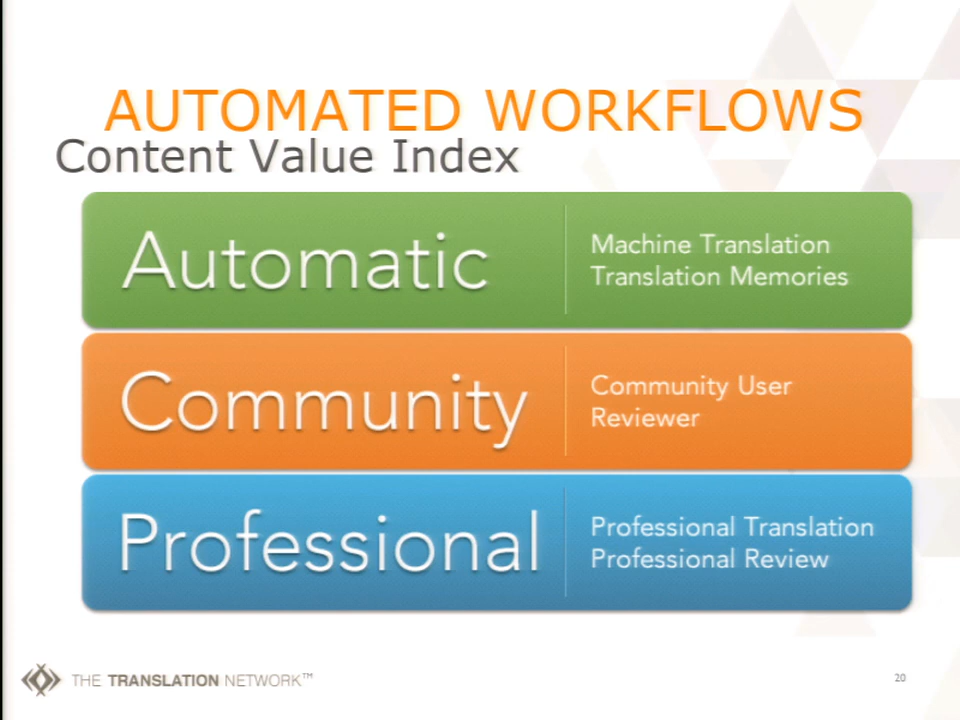 AUTOMATED WORKFLOWS
Content Value Index
Automatic
Machine Translation
Translation Memories
Community
Community User
Reviewer
Professional
Professional Translation
Professional Review
THE TRANSLATION NETWORK™
20